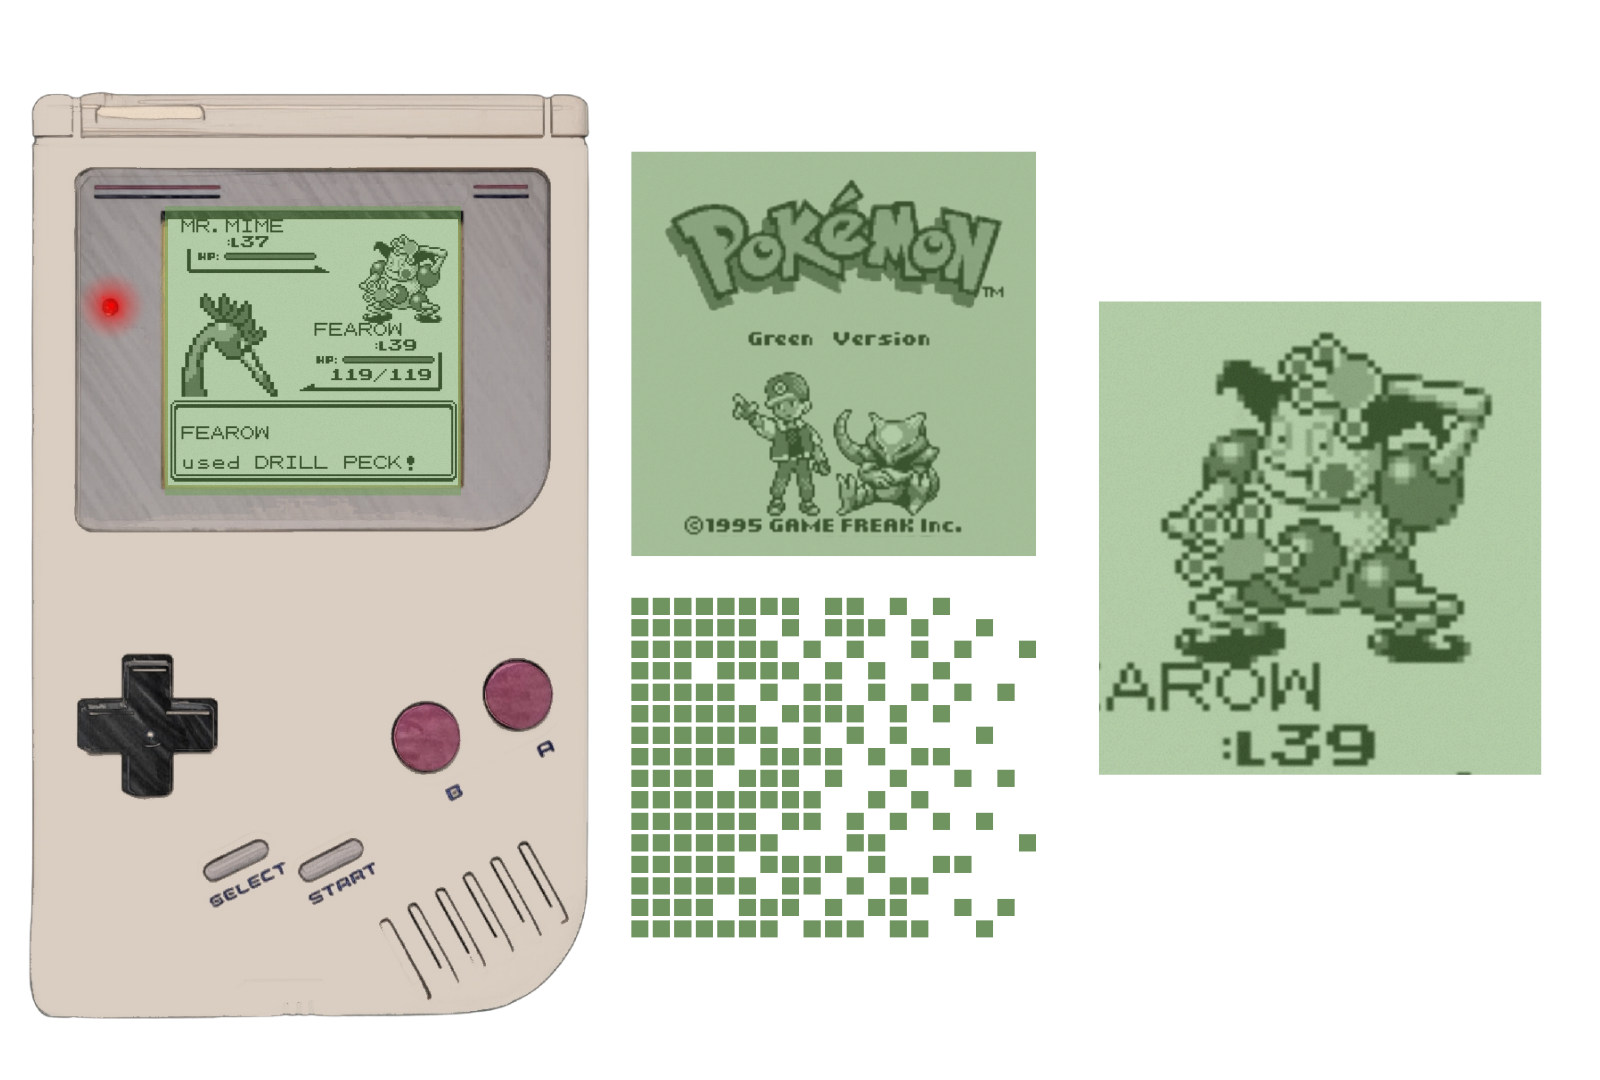 MR.MIME
:L37
HP:
FEAROW
:L39
HP:
119/119
FEAROW
used DRILL PECK!
B
A
SELECT
START
POKéMON
TM
Green Version
©1995 GAME FREAK Inc.
AROW
:L39